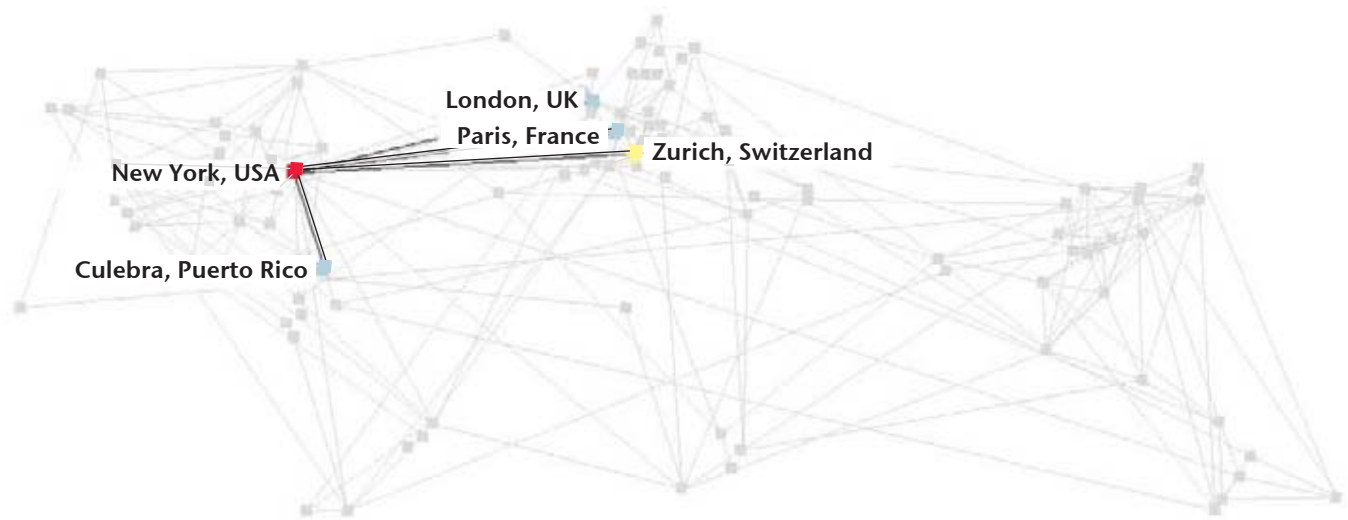 London, UK
Paris, France
Zurich, Switzerland
New York, USA
Culebra, Puerto Rico